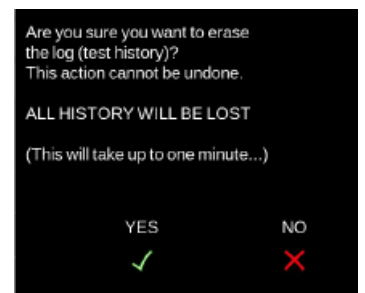 Are you sure you want to erase
the log (test history)?
This action cannot be undone.
ALL HISTORY WILL BE LOST
(This will take up to one minute...)
YES NO